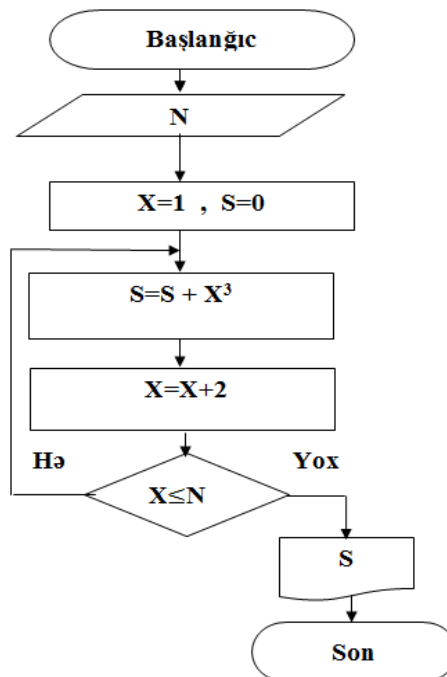 Başlanğıc
N
X=1 , S=0
S=S + X³
X=X+2
Hə
Yox
X≤N
S
Son